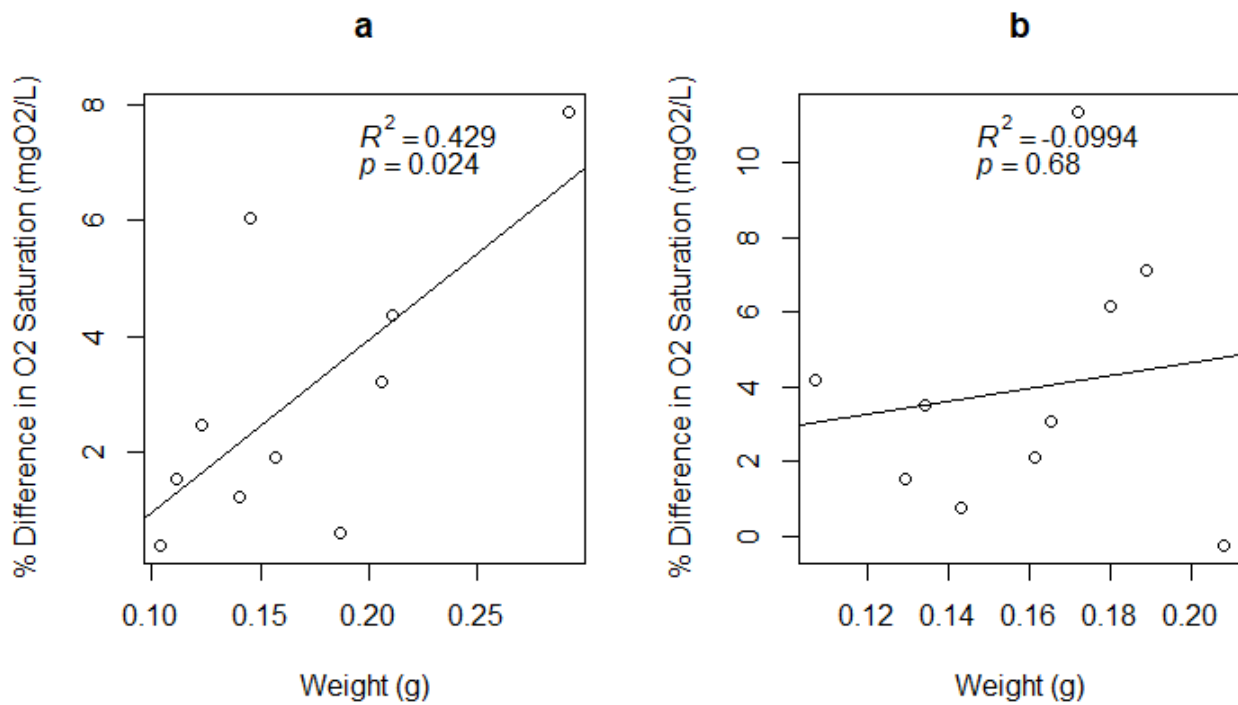 a
% Difference in O2 Saturation (mgO2/L)
8
6
4
2
R² = 0.429
p = 0.024
0.10 0.15 0.20 0.25
Weight (g)
b
% Difference in O2 Saturation (mgO2/L)
10
8
6
4
2
0
R² = -0.0994
p = 0.68
0.12 0.14 0.16 0.18 0.20
Weight (g)